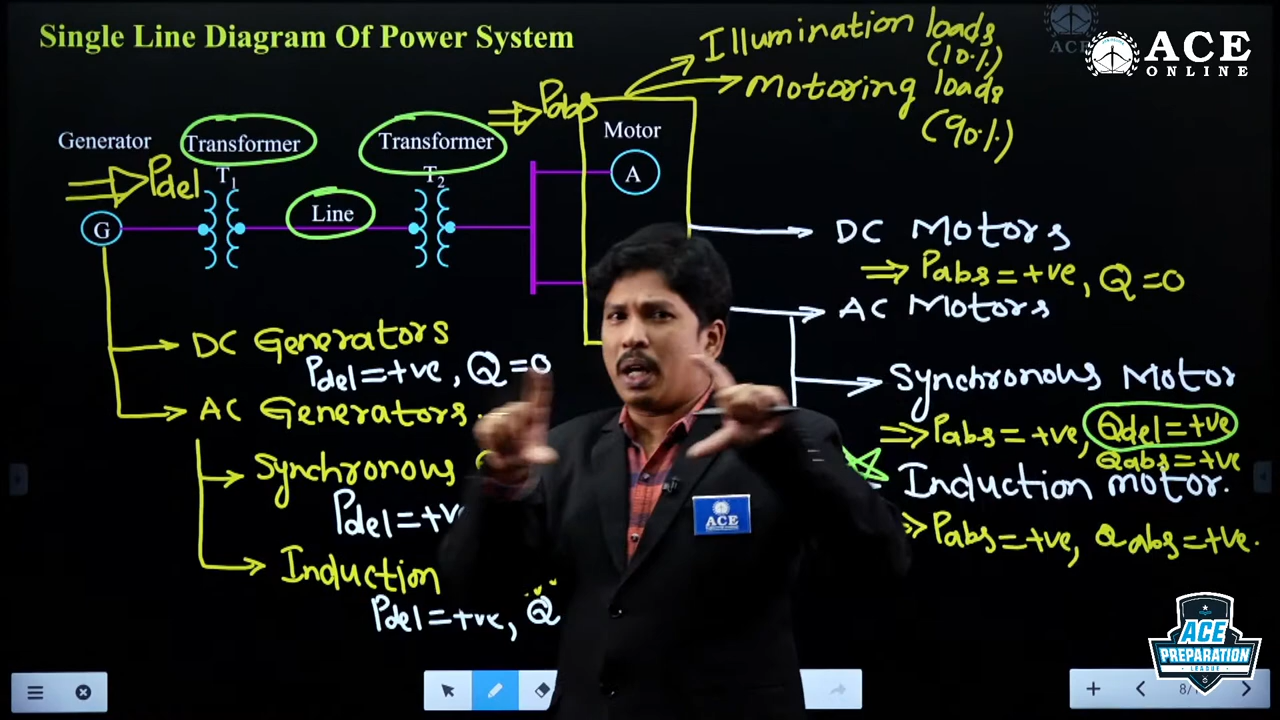 Single Line Diagram Of Power System
Illumination loads
(10%)
Motoring loads
(90%)
ACE
ONLINE
Pabs
Generator
Transformer
Transformer
Motor
Pdel
T1
T2
A
G
Line
DC Motors
⇒ Pabs = +ve, Q = 0
AC Motors
DC Generators
Pdel = +ve, Q = 0
AC Generators
Synchronous Motor
⇒ Pabs = +ve, Qdel = +ve
Qabs = +ve
Synchronous
Pdel = +v
Induction motor.
Pabs = +ve, Qabs = +ve.
Induction
Pdel = +ve, Q
ACE
ACE
PREPARATION
LEAGUE
8/1